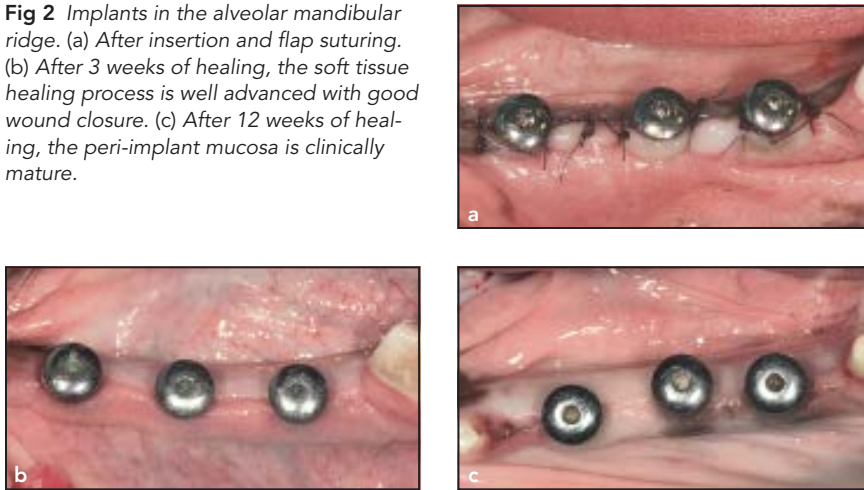 Fig 2 Implants in the alveolar mandibular
ridge. (a) After insertion and flap suturing.
(b) After 3 weeks of healing, the soft tissue
healing process is well advanced with good
wound closure. (c) After 12 weeks of heal-
ing, the peri-implant mucosa is clinically
mature.
a
b
c